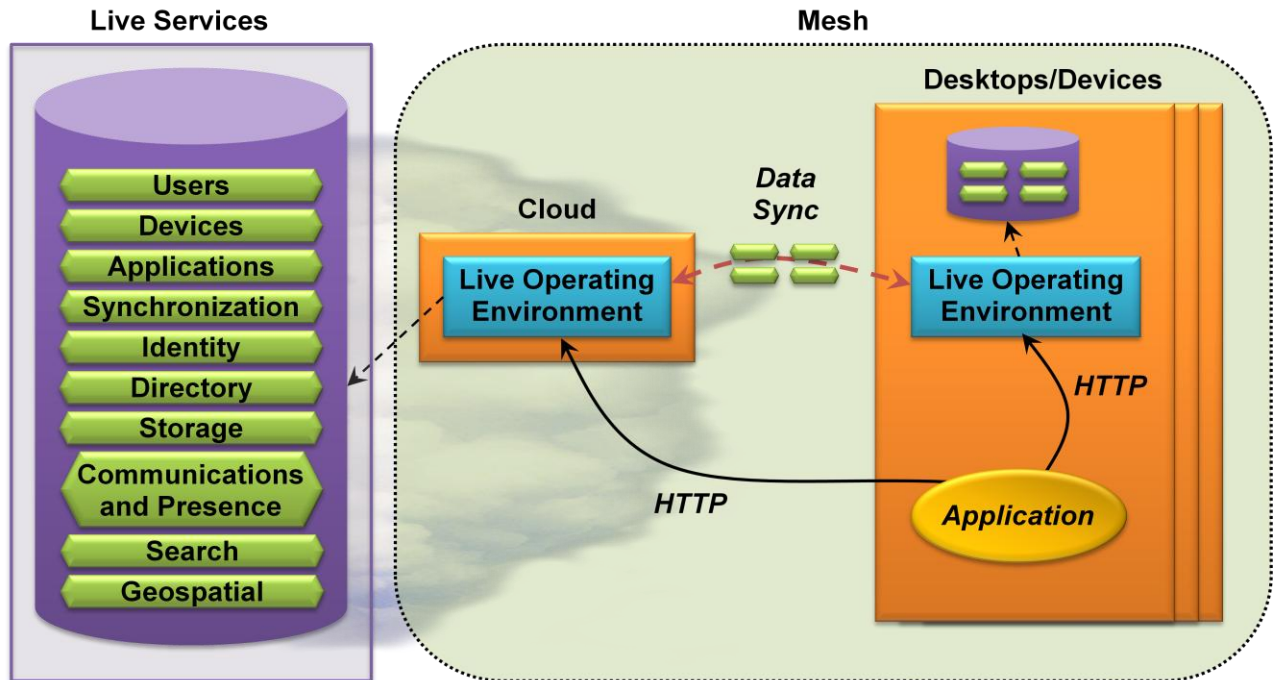 Live Services
Mesh
Users
Devices
Applications
Synchronization
Identity
Directory
Storage
Communications
and Presence
Search
Geospatial
Cloud
Live Operating
Environment
Data
Sync
Desktops/Devices
Live Operating
Environment
HTTP
HTTP
Application